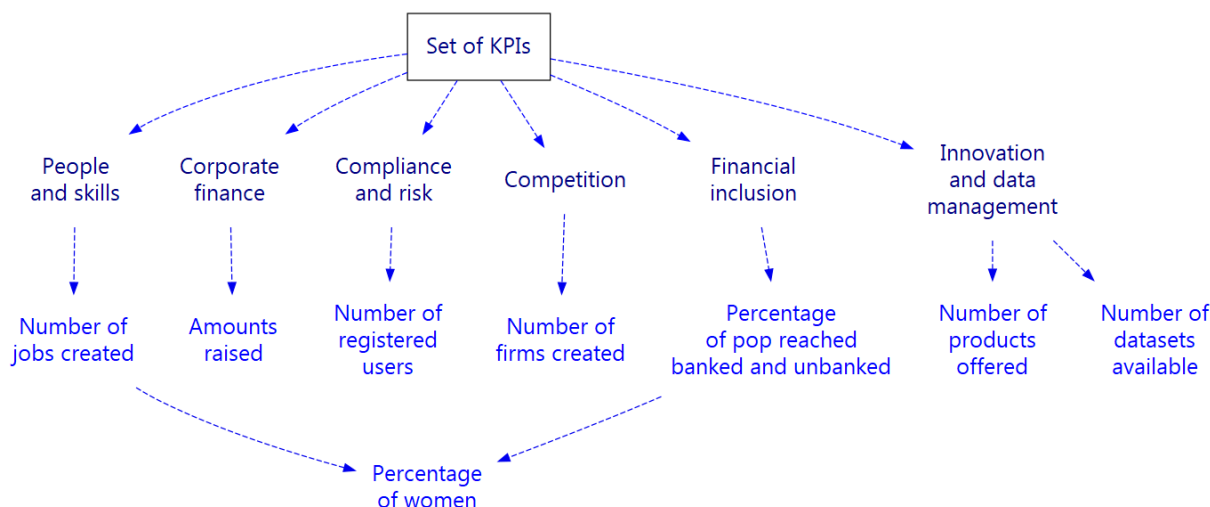 Set of KPIs
People
and skills
Corporate
finance
Compliance
and risk
Competition
Financial
inclusion
Innovation
and data
management
Number of
jobs created
Amounts
raised
Number of
registered
users
Number of
firms created
Percentage
of pop reached
banked and unbanked
Number of
products
offered
Number of
datasets
available
Percentage
of women